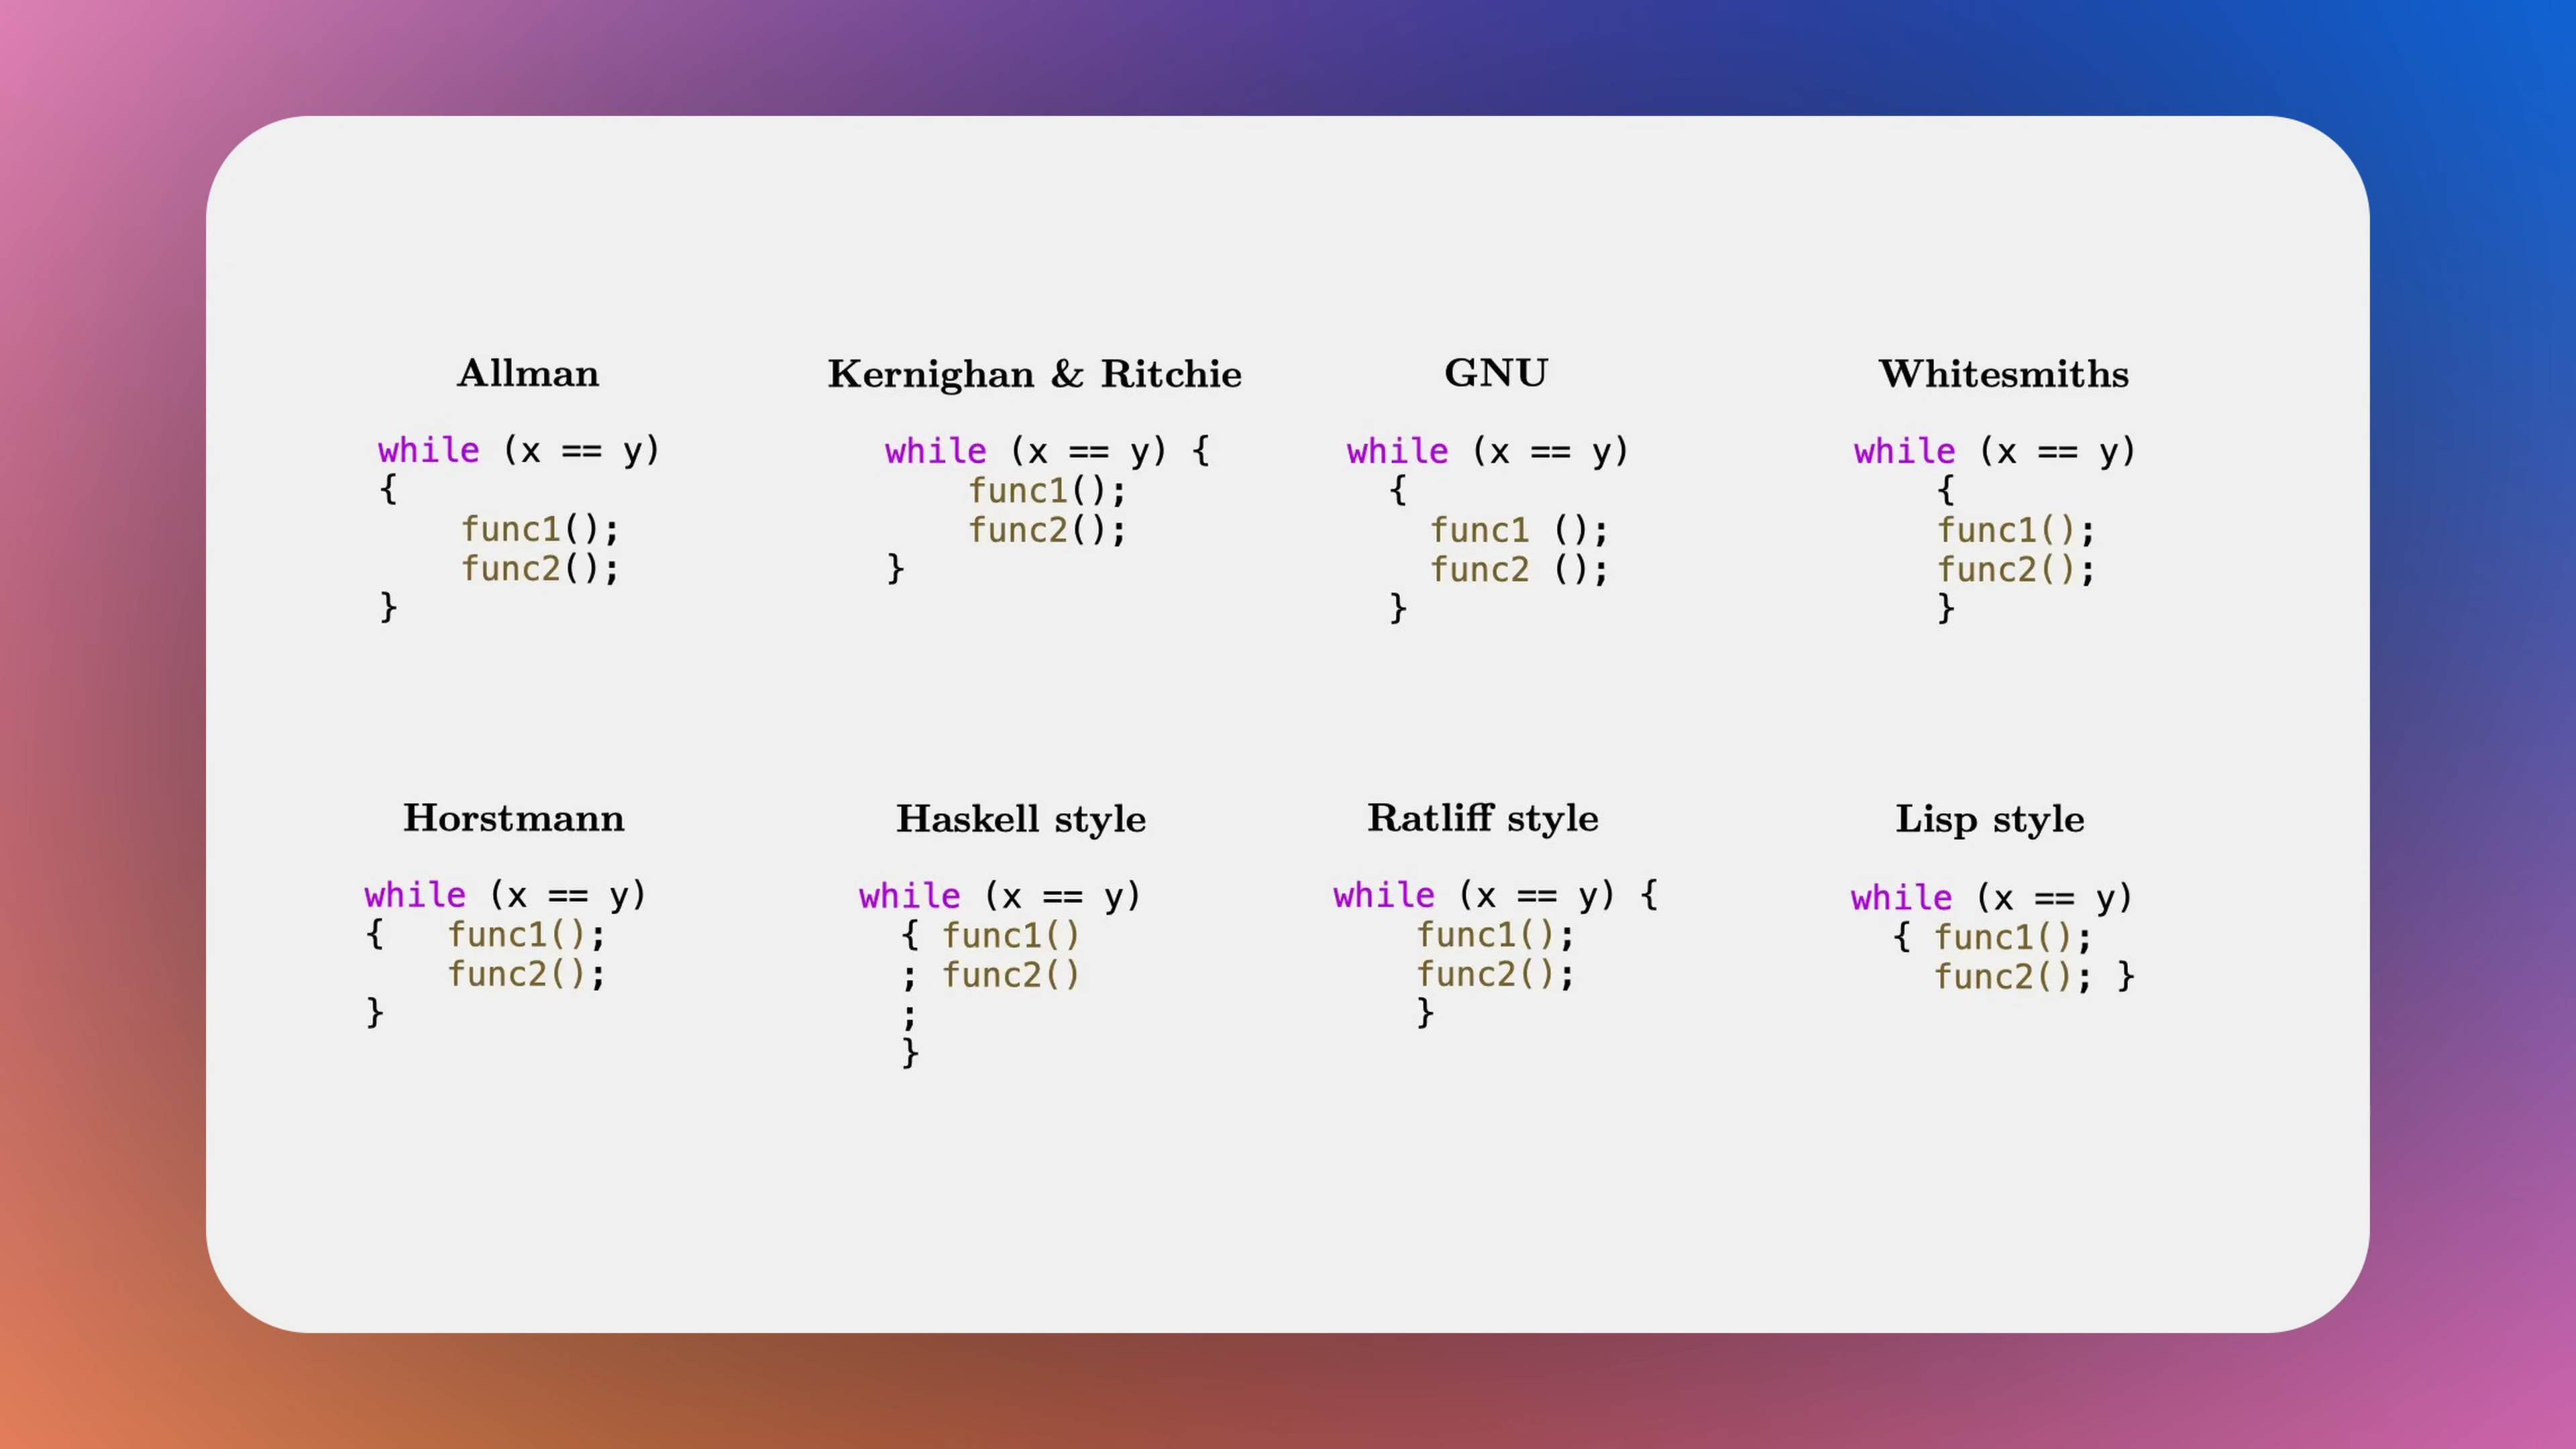 Allman
while (x == y)
{
    func1();
    func2();
}
Kernighan & Ritchie
while (x == y) {
    func1();
    func2();
}
GNU
while (x == y)
  {
    func1 ();
    func2 ();
  }
Whitesmiths
while (x == y)
    {
    func1();
    func2();
    }
Horstmann
while (x == y)
{   func1();
    func2();
}
Haskell style
while (x == y)
  { func1()
  ; func2()
  ;
  }
Ratliff style
while (x == y) {
    func1();
    func2();
    }
Lisp style
while (x == y)
  { func1();
    func2(); }